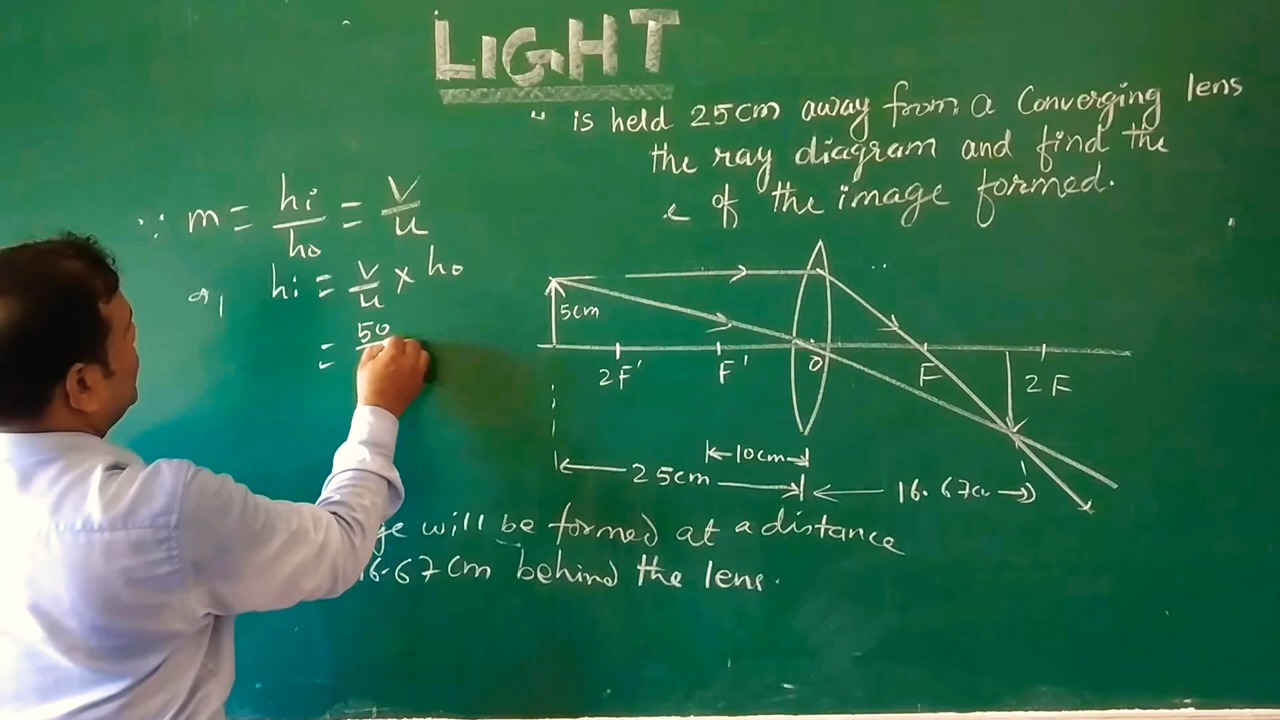 LIGHT
is held 25cm away from a Converging lens
the ray diagram and find the
of the image formed.
∵ m = hi/ho = v/u
or, hi = v/u × ho
= 50
5cm
2F' F' O F 2F
10cm
25cm
16.67c
will be formed at a distance
16.67cm behind the lens.